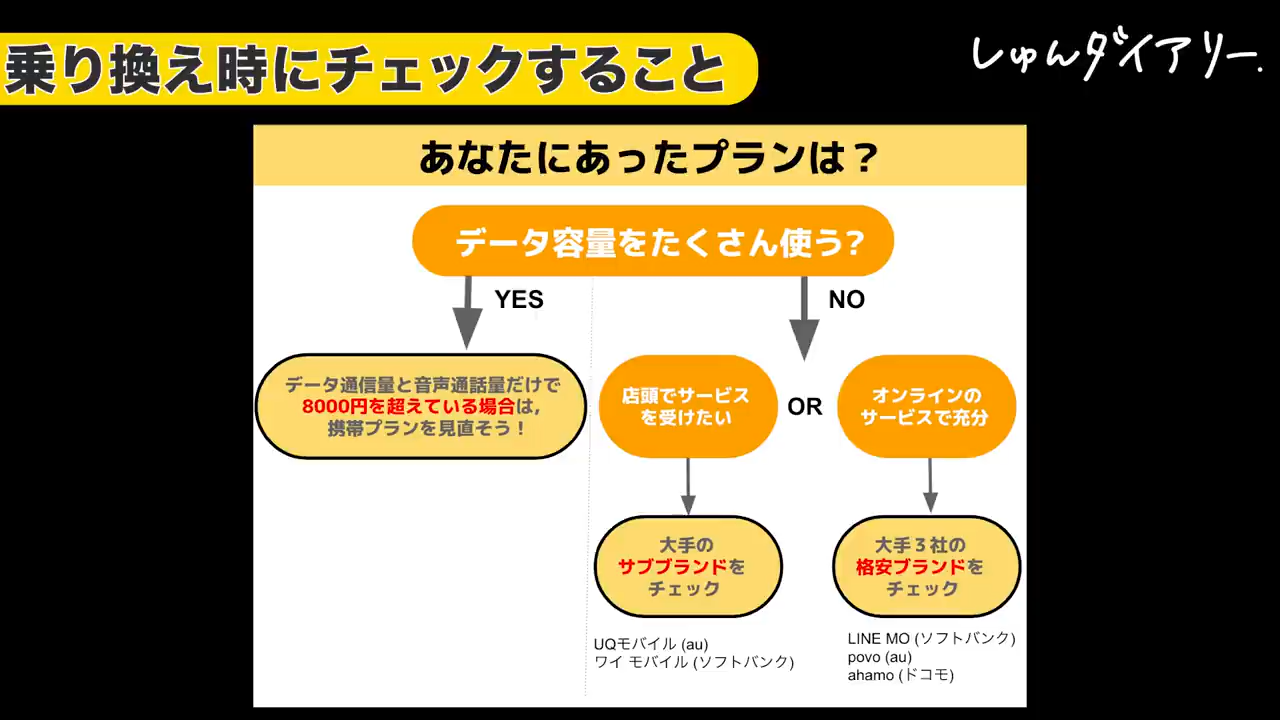 乗り換え時にチェックすること
しゅんダイアリー.
あなたにあったプランは？
データ容量をたくさん使う?
YES
NO
データ通信量と音声通話量だけで
8000円を超えている場合は,
携帯プランを見直そう！
店頭でサービス
を受けたい
OR
オンラインの
サービスで充分
大手の
サブブランドを
チェック
大手３社の
格安ブランドを
チェック
UQモバイル (au)
ワイ モバイル (ソフトバンク)
LINE MO (ソフトバンク)
povo (au)
ahamo (ドコモ)